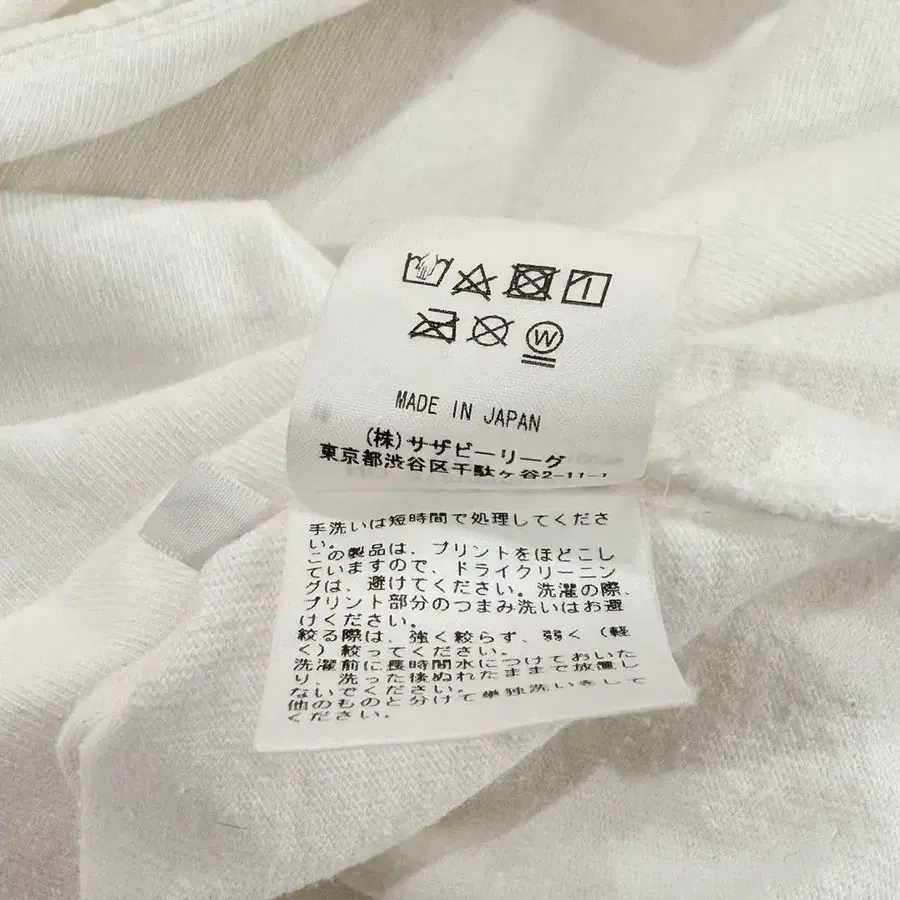 MADE IN JAPAN
(株)サザビーリーグ
東京都渋谷区千駄ヶ谷2-11-1
手洗いは短時間で処理してくださ
い。
この製品は、プリントをほどこし
ていますので、ドライクリーニン
グは、避けてください。洗濯の際、
プリント部分のつまみ洗いはお避
けください。
絞る際は、強く絞らず、弱く(軽
く)絞ってください。
洗濯前に長時間水につけておいた
り、洗った後ぬれたままで放置し
ないでください。
他のものと分けて単独洗いをして
ください。